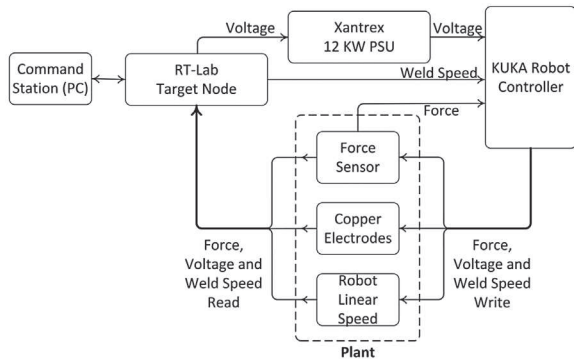 Voltage
Xantrex
12 KW PSU
Voltage
Command
Station (PC)
RT-Lab
Target Node
Weld Speed
KUKA Robot
Controller
Force
Force
Sensor
Copper
Electrodes
Robot
Linear
Speed
Force,
Voltage and
Weld Speed
Read
Force,
Voltage and
Weld Speed
Write
Plant